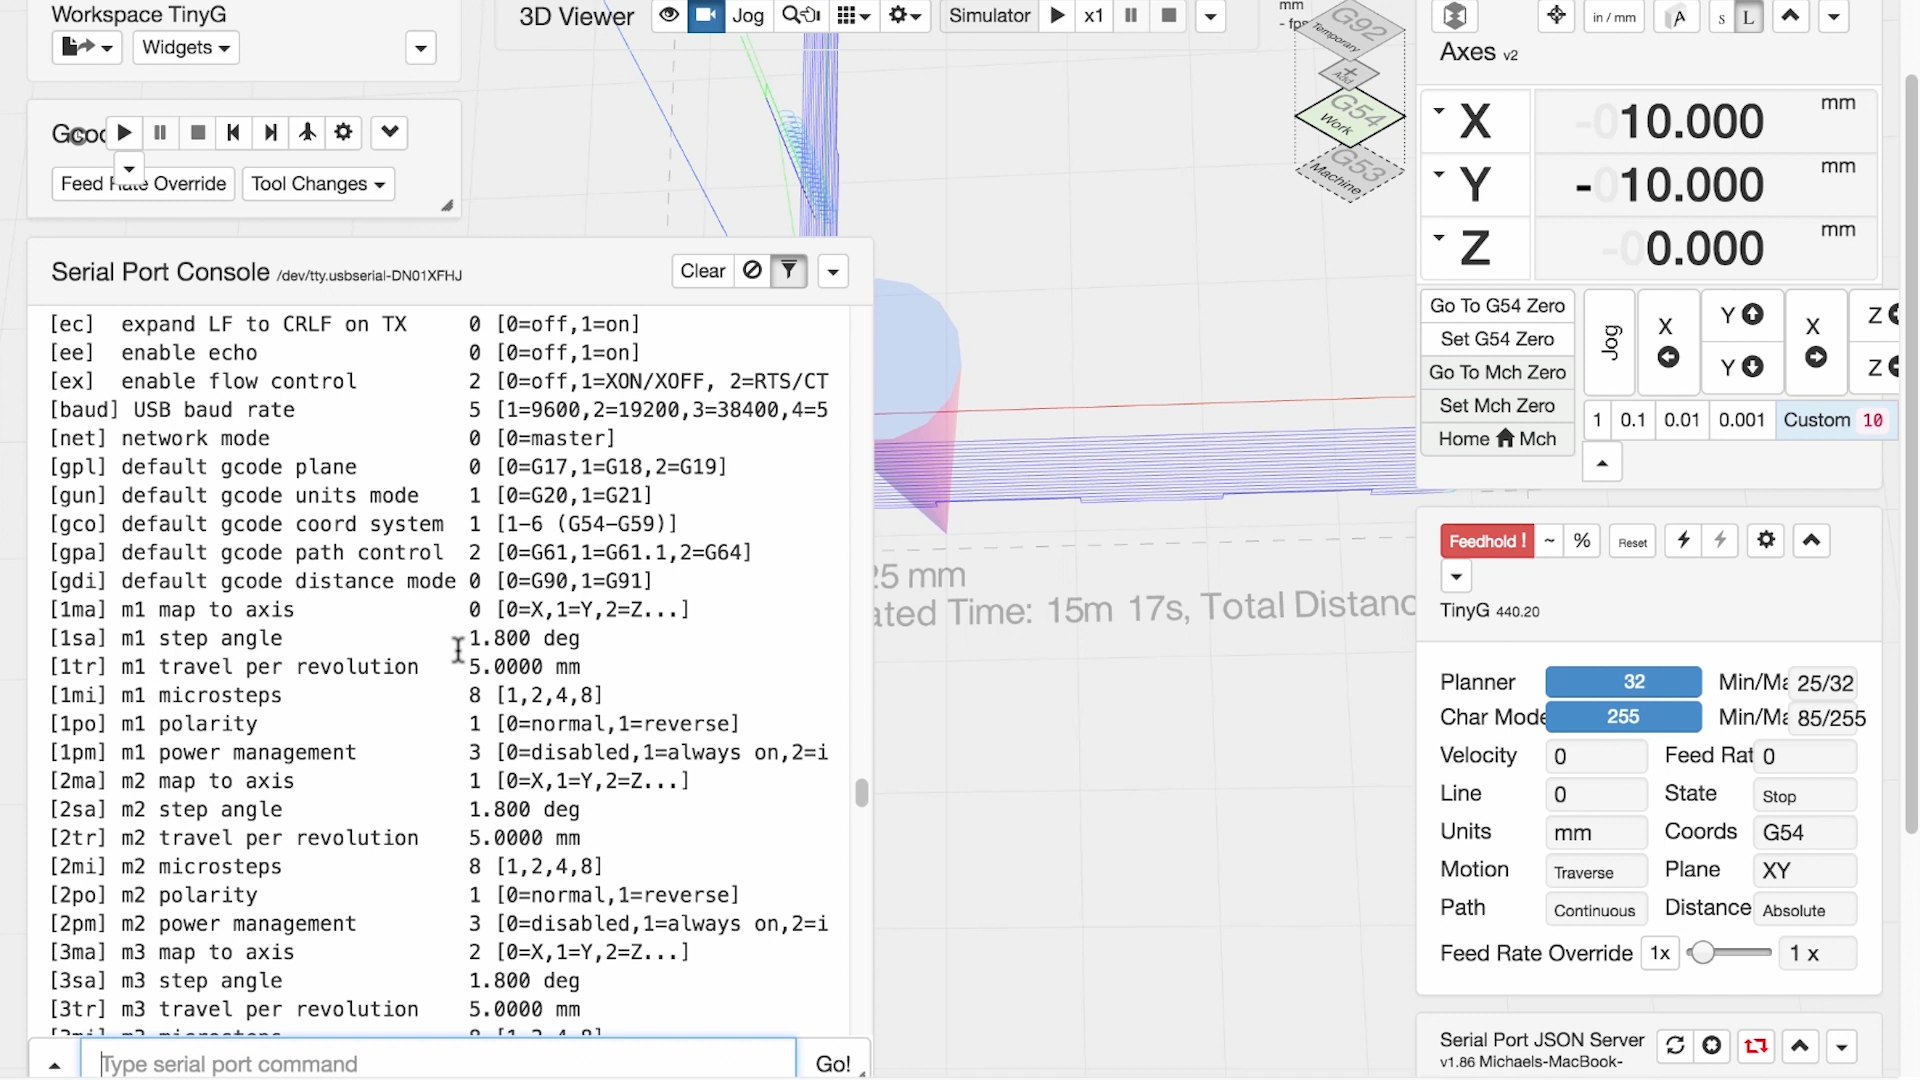 Workspace TinyG
Widgets
Feed Rate Override
Tool Changes
Serial Port Console /dev/tty.usbserial-DN01XFHJ
Clear
[ec] expand LF to CRLF on TX 0 [0=off,1=on]
[ee] enable echo 0 [0=off,1=on]
[ex] enable flow control 2 [0=off,1=XON/XOFF, 2=RTS/CT
[baud] USB baud rate 5 [1=9600,2=19200,3=38400,4=5
[net] network mode 0 [0=master]
[gpl] default gcode plane 0 [0=G17,1=G18,2=G19]
[gun] default gcode units mode 1 [0=G20,1=G21]
[gco] default gcode coord system 1 [1-6 (G54-G59)]
[gpa] default gcode path control 2 [0=G61,1=G61.1,2=G64]
[gdi] default gcode distance mode 0 [0=G90,1=G91]
[1ma] m1 map to axis 0 [0=X,1=Y,2=Z...]
[1sa] m1 step angle 1.800 deg
[1tr] m1 travel per revolution 5.0000 mm
[1mi] m1 microsteps 8 [1,2,4,8]
[1po] m1 polarity 1 [0=normal,1=reverse]
[1pm] m1 power management 3 [0=disabled,1=always on,2=i
[2ma] m2 map to axis 1 [0=X,1=Y,2=Z...]
[2sa] m2 step angle 1.800 deg
[2tr] m2 travel per revolution 5.0000 mm
[2mi] m2 microsteps 8 [1,2,4,8]
[2po] m2 polarity 1 [0=normal,1=reverse]
[2pm] m2 power management 3 [0=disabled,1=always on,2=i
[3ma] m3 map to axis 2 [0=X,1=Y,2=Z...]
[3sa] m3 step angle 1.800 deg
[3tr] m3 travel per revolution 5.0000 mm
Type serial port command
Go!
3D Viewer
Jog
Simulator
x1
mm
G92
Temporary
Add
G54
Work
G53
Machine
25 mm
ated Time: 15m 17s, Total Distanc
in / mm
A
s L
Axes v2
X -010.000 mm
Y -010.000 mm
Z -00.000 mm
Go To G54 Zero
Set G54 Zero
Go To Mch Zero
Set Mch Zero
Home Mch
Jog
X
Y
Y
X
Z
Z
1 0.1 0.01 0.001 Custom 10
Feedhold ! ~ % Reset
TinyG 440.20
Planner 32 Min/Ma 25/32
Char Mode 255 Min/Ma 85/255
Velocity 0 Feed Rat 0
Line 0 State Stop
Units mm Coords G54
Motion Traverse Plane XY
Path Continuous Distance Absolute
Feed Rate Override 1x 1 x
Serial Port JSON Server
v1.86 Michaels-MacBook-